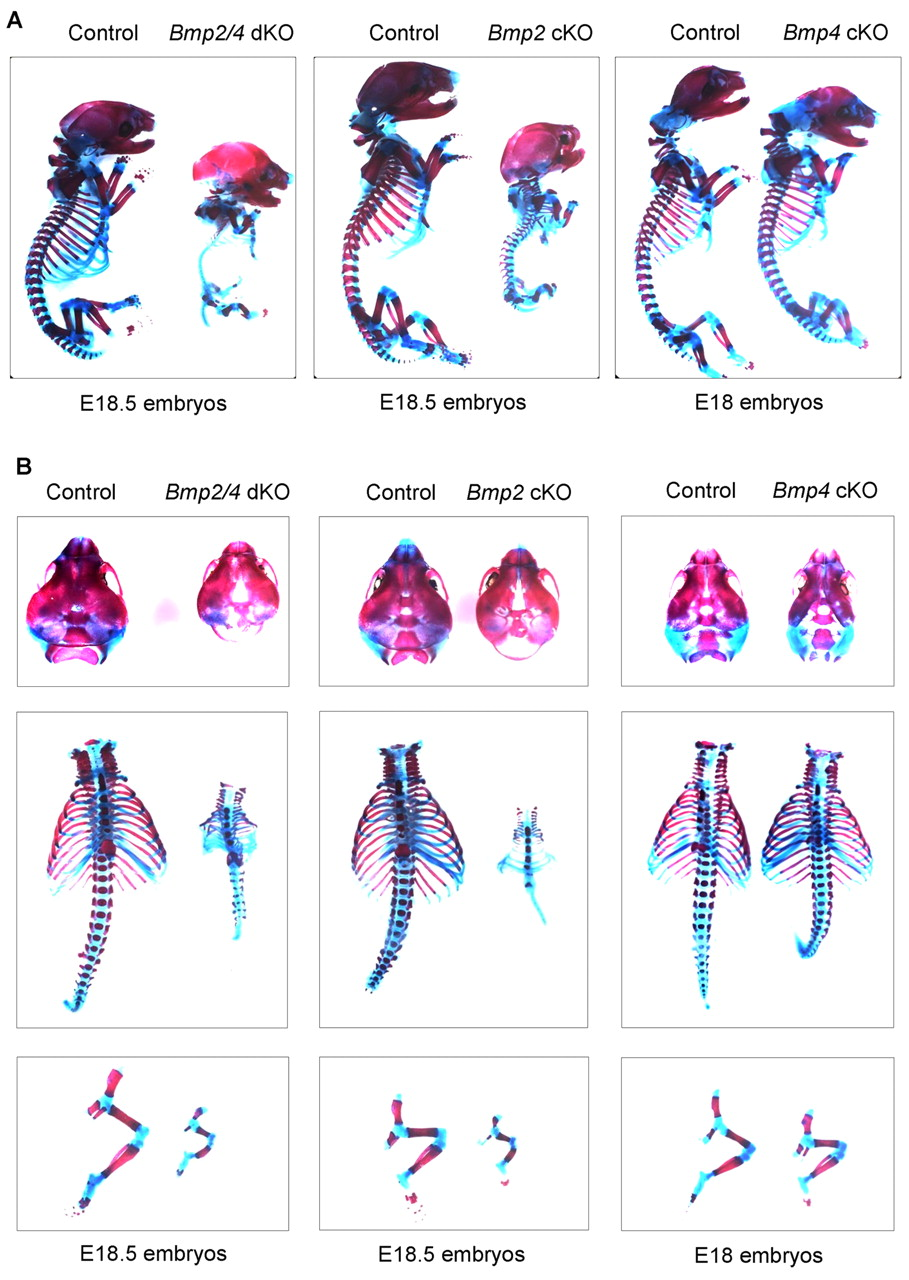 A
Control Bmp2/4 dKO Control Bmp2 cKO Control Bmp4 cKO
E18.5 embryos E18.5 embryos E18 embryos
B
Control Bmp2/4 dKO Control Bmp2 cKO Control Bmp4 cKO
E18.5 embryos E18.5 embryos E18 embryos